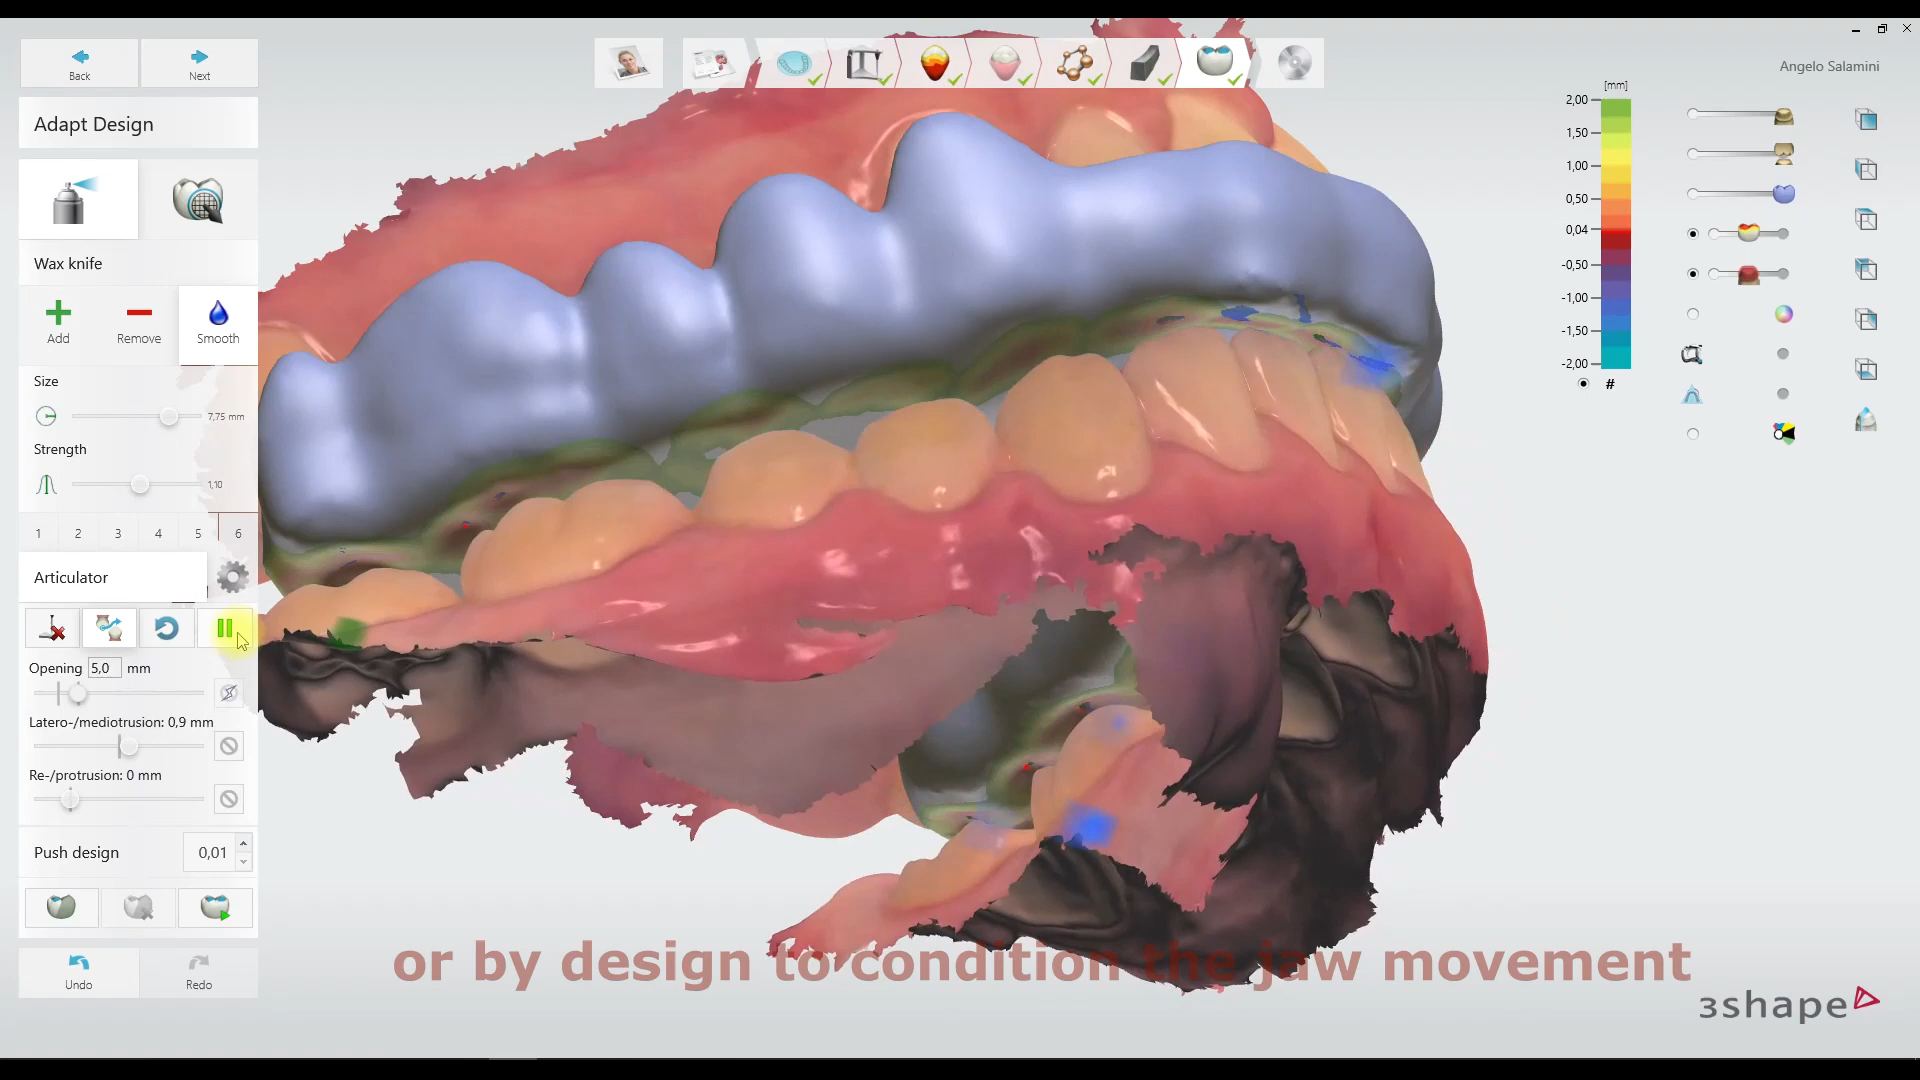 Back
Next
Angelo Salamini
Adapt Design
Wax knife
Add
Remove
Smooth
Size
7,75 mm
Strength
1,10
1 2 3 4 5 6
Articulator
Opening 5,0 mm
Latero-/mediotrusion: 0,9 mm
Re-/protrusion: 0 mm
Push design 0,01
Undo
Redo
[mm]
2,00
1,50
1,00
0,50
0,04
-0,50
-1,00
-1,50
-2,00
#
or by design to condition the jaw movement
3shape